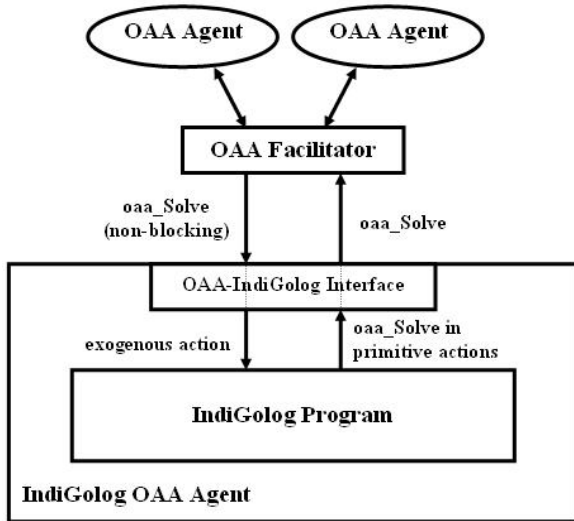 OAA Agent
OAA Agent
OAA Facilitator
oaa_Solve
(non-blocking)
oaa_Solve
OAA-IndiGolog Interface
exogenous action
oaa_Solve in
primitive actions
IndiGolog Program
IndiGolog OAA Agent